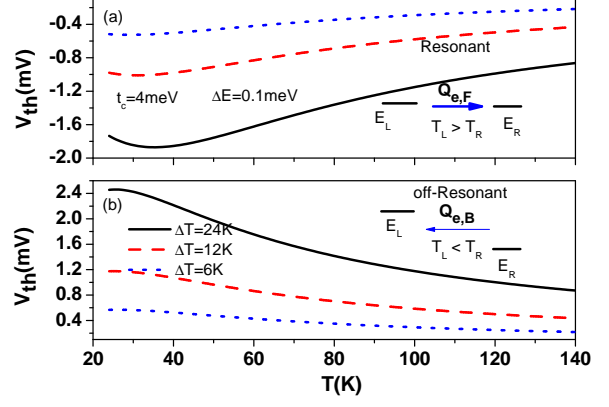 (a)
-0.4
-0.8
-1.2
-1.6
-2.0
V_th(mV)
Resonant
t_c=4meV ΔE=0.1meV
Q_e,F
E_L
E_R
T_L > T_R
(b)
2.4
2.0
1.6
1.2
0.8
0.4
V_th(mV)
off-Resonant
Q_e,B
E_L
T_L < T_R
E_R
ΔT=24K
ΔT=12K
ΔT=6K
20 40 60 80 100 120 140
T(K)